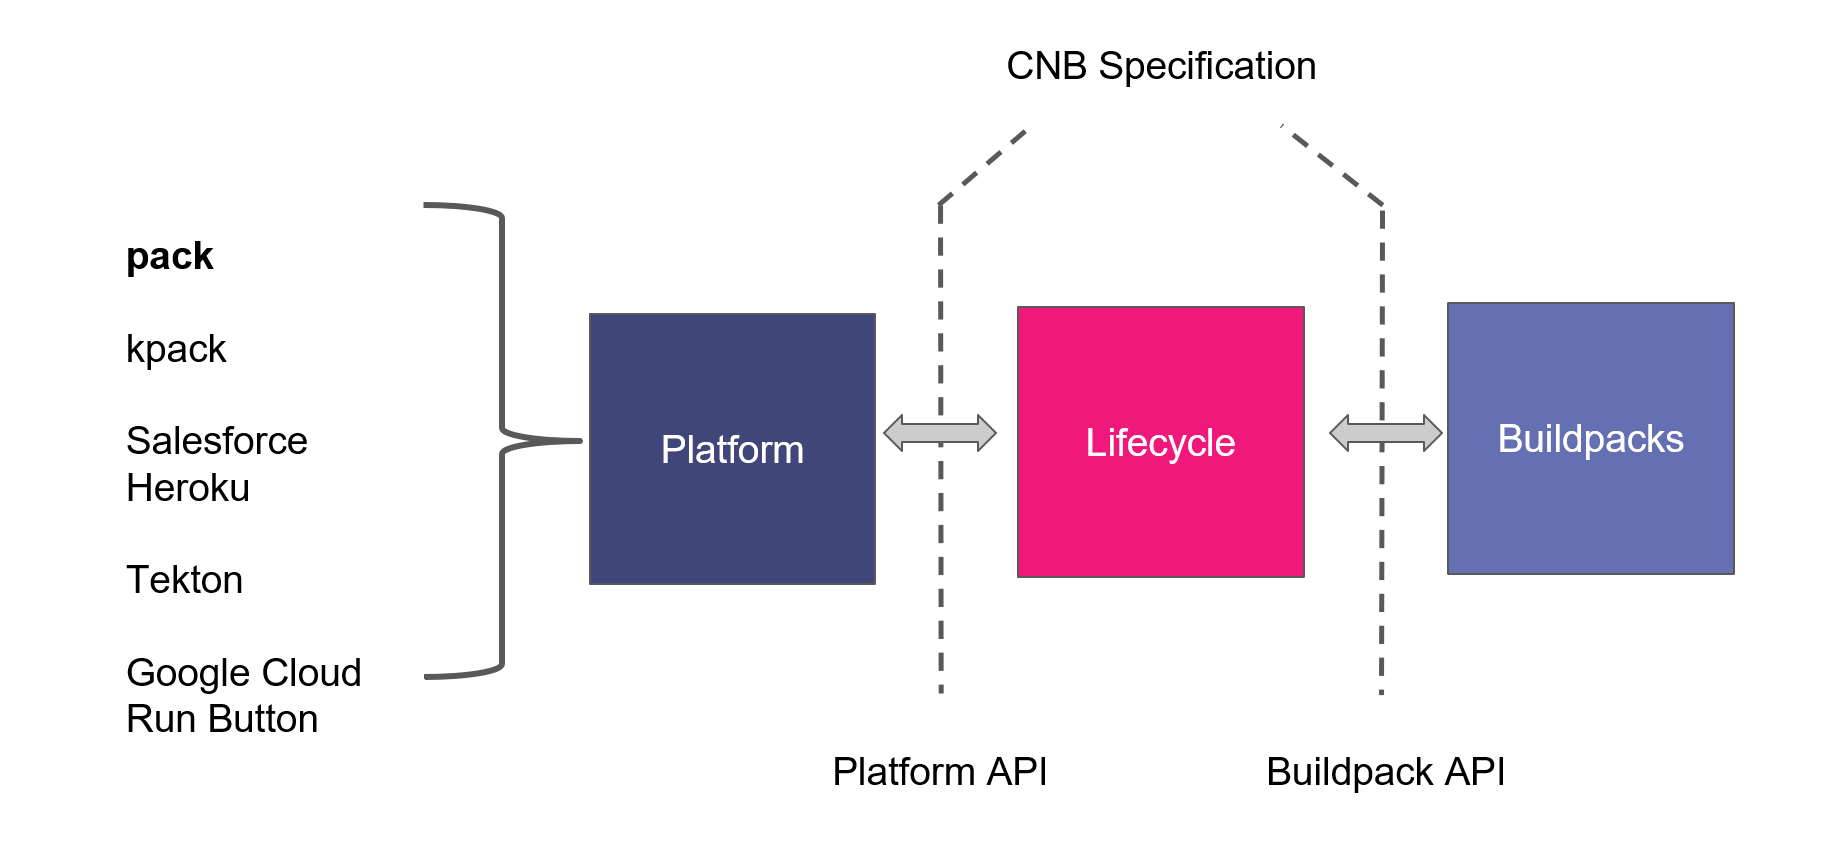 CNB Specification
pack
kpack
Salesforce
Heroku
Tekton
Google Cloud
Run Button
Platform
Lifecycle
Buildpacks
Platform API
Buildpack API